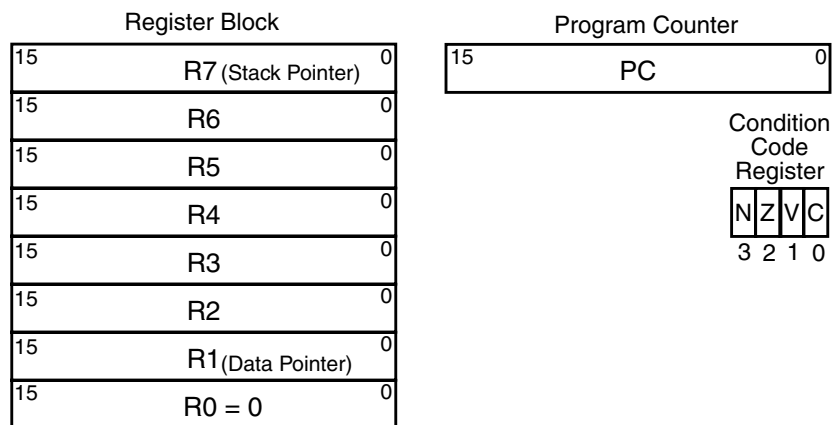 Register Block
15 R7 (Stack Pointer) 0
15 R6 0
15 R5 0
15 R4 0
15 R3 0
15 R2 0
15 R1 (Data Pointer) 0
15 R0 = 0 0
Program Counter
15 PC 0
Condition
Code
Register
N Z V C
3 2 1 0